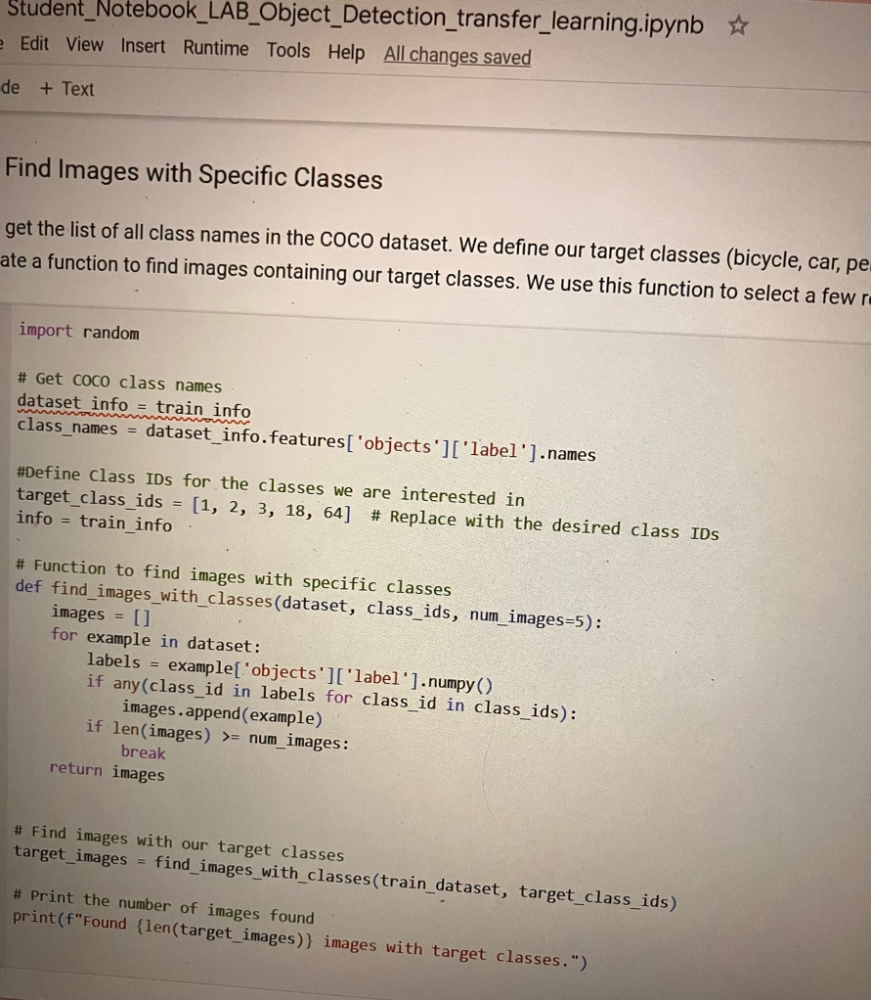 Student_Notebook_LAB_Object_Detection_transfer_learning.ipynb
Edit View Insert Runtime Tools Help All changes saved
+ Text
Find Images with Specific Classes
get the list of all class names in the COCO dataset. We define our target classes (bicycle, car,
a function to find images containing our target classes. We use this function to select a few
import random
# Get COCO class names
dataset_info = train_info
class_names = dataset_info.features['objects']['label'].names
#Define Class IDs for the classes we are interested in
target_class_ids = [1, 2, 3, 18, 64] # Replace with the desired class IDs
info = train_info
# Function to find images with specific classes
def find_images_with_classes(dataset, class_ids, num_images=5):
images = []
for example in dataset:
labels = example['objects']['label'].numpy()
if any(class_id in labels for class_id in class_ids):
images.append(example)
if len(images) >= num_images:
break
return images
# Find images with our target classes
target_images = find_images_with_classes(train_dataset, target_class_ids)
# Print the number of images found
print(f"Found {len(target_images)} images with target classes.")